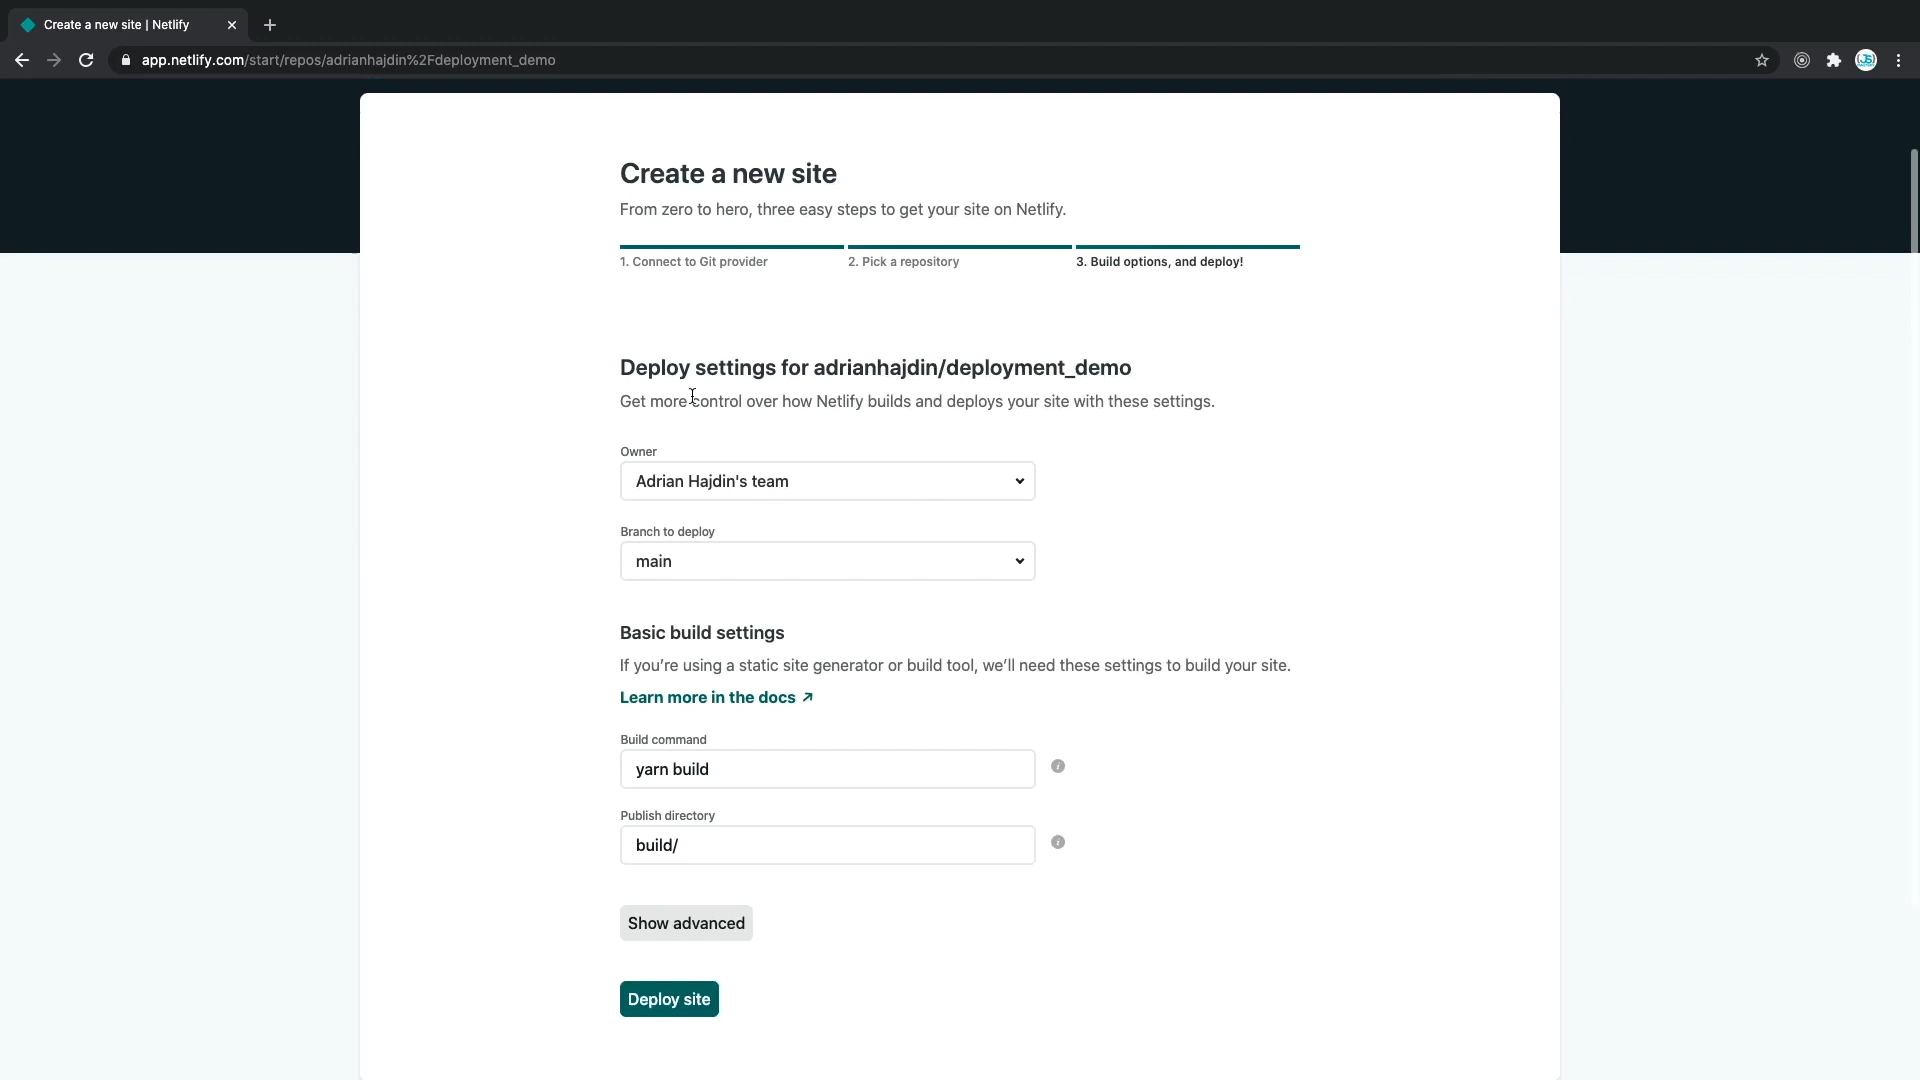 Create a new site | Netlify
app.netlify.com/start/repos/adrianhajdin%2Fdeployment_demo
Create a new site
From zero to hero, three easy steps to get your site on Netlify.
1. Connect to Git provider
2. Pick a repository
3. Build options, and deploy!
Deploy settings for adrianhajdin/deployment_demo
Get more control over how Netlify builds and deploys your site with these settings.
Owner
Adrian Hajdin's team
Branch to deploy
main
Basic build settings
If you’re using a static site generator or build tool, we’ll need these settings to build your site.
Learn more in the docs ↗
Build command
yarn build
Publish directory
build/
Show advanced
Deploy site